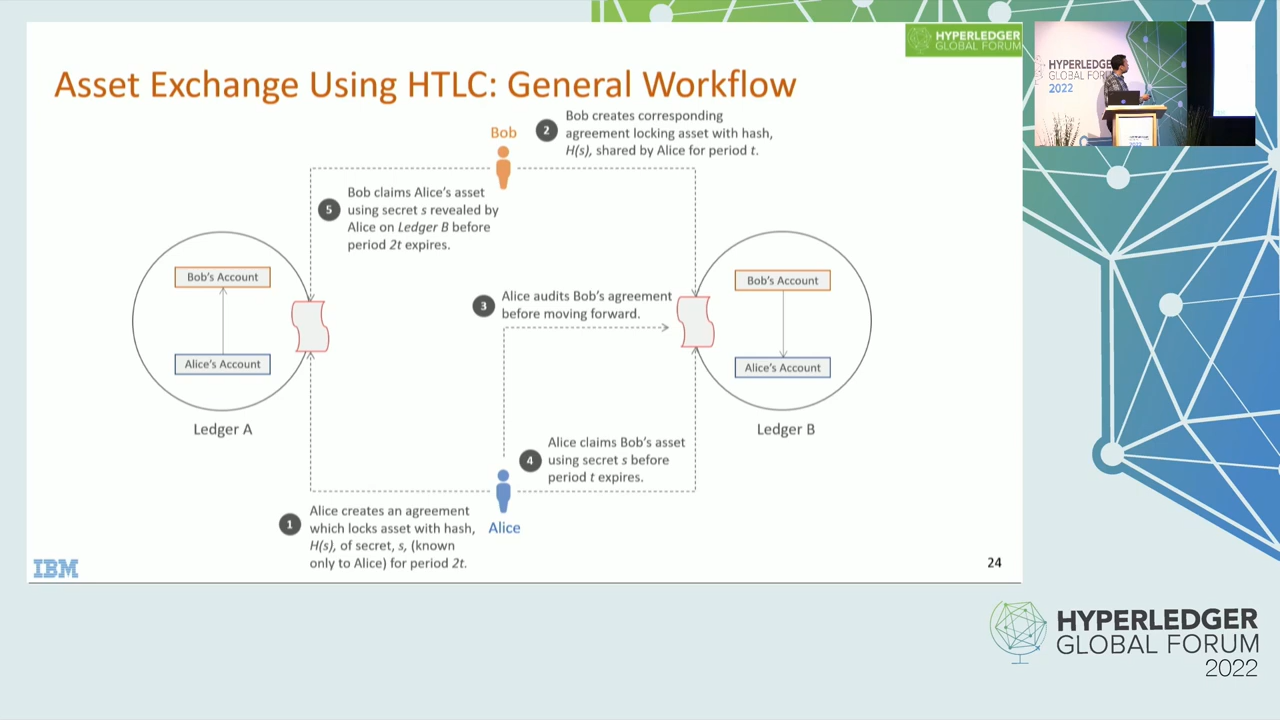 HYPERLEDGER
GLOBAL FORUM
HYPERLEDGER
GLOBAL FORUM
2022
Asset Exchange Using HTLC: General Workflow
Bob
2
Bob creates corresponding
agreement locking asset with hash,
H(s), shared by Alice for period t.
5
Bob claims Alice's asset
using secret s revealed by
Alice on Ledger B before
period 2t expires.
Bob's Account
Alice's Account
Ledger A
3
Alice audits Bob's agreement
before moving forward.
Bob's Account
Alice's Account
Ledger B
4
Alice claims Bob's asset
using secret s before
period t expires.
Alice
1
Alice creates an agreement
which locks asset with hash,
H(s), of secret, s, (known
only to Alice) for period 2t.
IBM
24
HYPERLEDGER
GLOBAL FORUM
2022